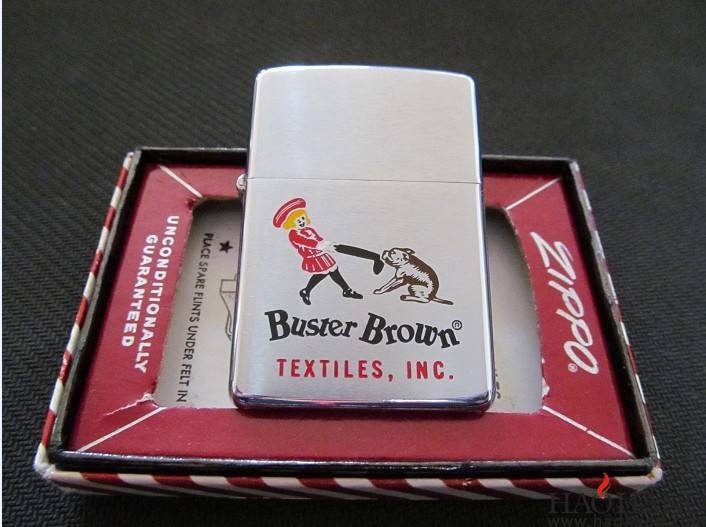 Buster Brown®
TEXTILES, INC.
UNCONDITIONALLY
GUARANTEED
★ PLACE SPARE FLINTS UNDER FELT IN
ZIPPO®